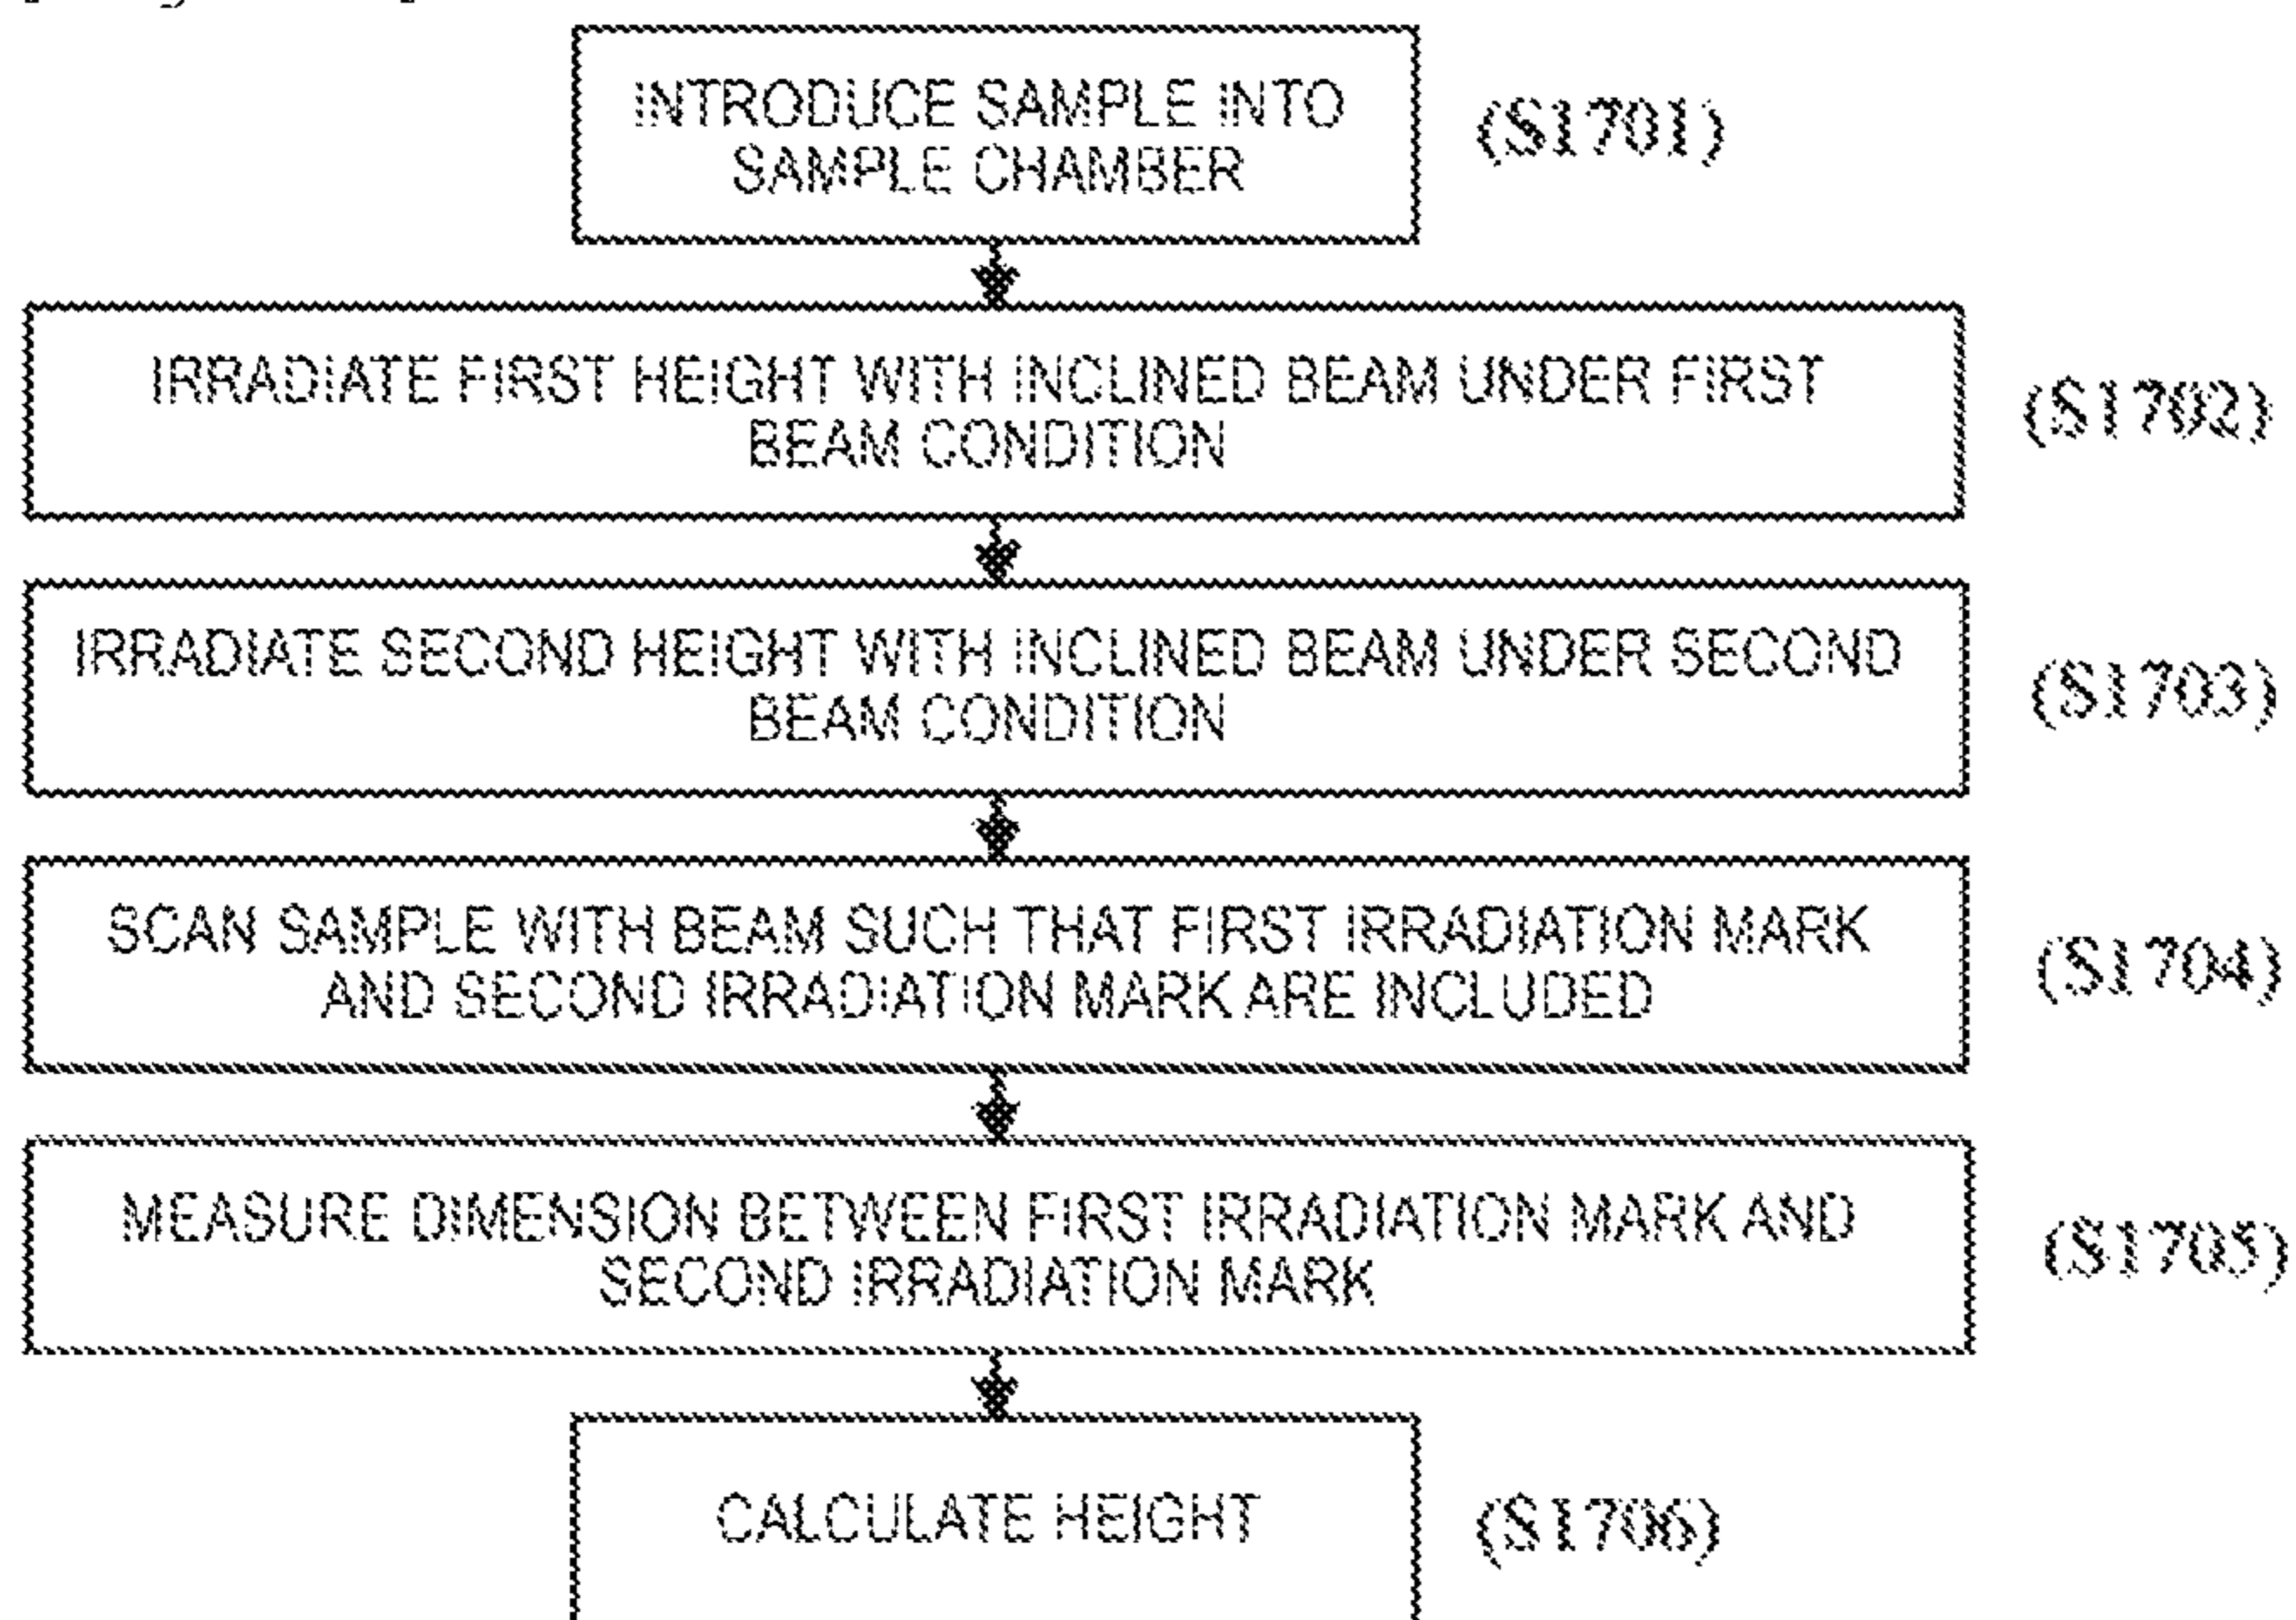 INTRODUCE SAMPLE INTO
SAMPLE CHAMBER
(S1701)
IRRADIATE FIRST HEIGHT WITH INCLINED BEAM UNDER FIRST
BEAM CONDITION
(S1702)
IRRADIATE SECOND HEIGHT WITH INCLINED BEAM UNDER SECOND
BEAM CONDITION
(S1703)
SCAN SAMPLE WITH BEAM SUCH THAT FIRST IRRADIATION MARK
AND SECOND IRRADIATION MARK ARE INCLUDED
(S1704)
MEASURE DIMENSION BETWEEN FIRST IRRADIATION MARK AND
SECOND IRRADIATION MARK
(S1705)
CALCULATE HEIGHT
(S1706)